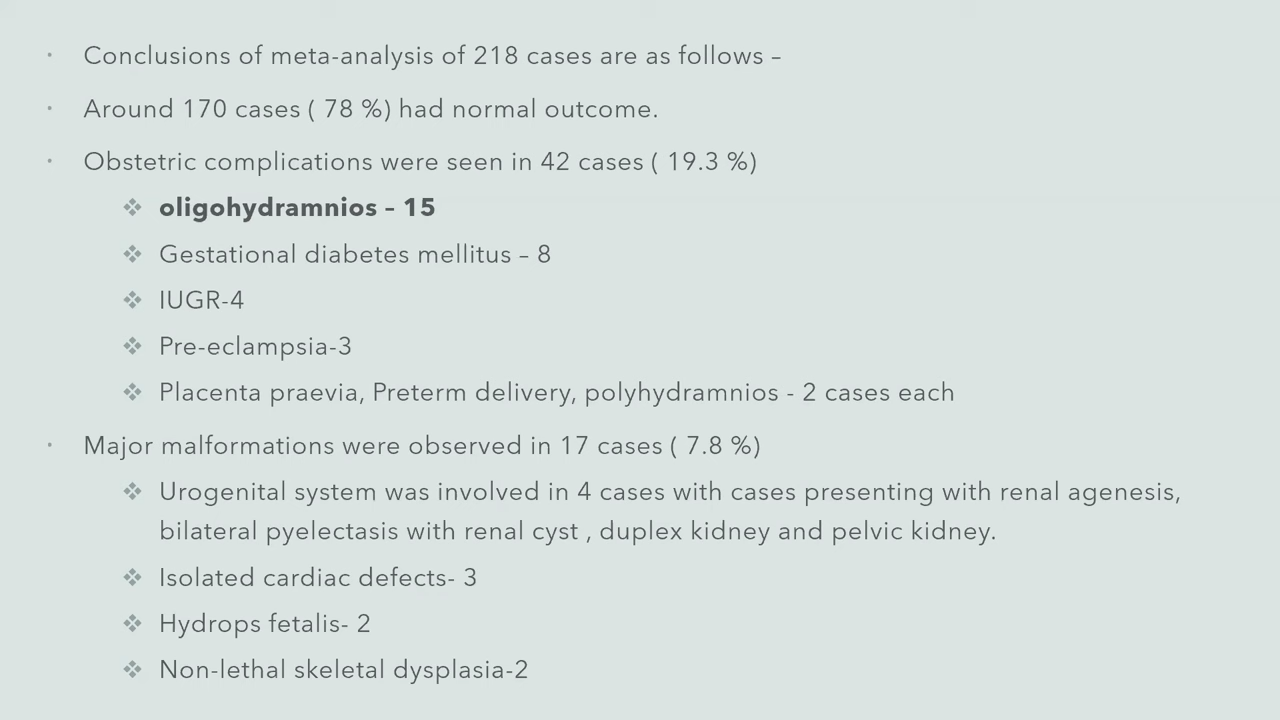 · Conclusions of meta-analysis of 218 cases are as follows –
· Around 170 cases ( 78 %) had normal outcome.
· Obstetric complications were seen in 42 cases ( 19.3 %)
❖ oligohydramnios – 15
❖ Gestational diabetes mellitus – 8
❖ IUGR-4
❖ Pre-eclampsia-3
❖ Placenta praevia, Preterm delivery, polyhydramnios - 2 cases each
· Major malformations were observed in 17 cases ( 7.8 %)
❖ Urogenital system was involved in 4 cases with cases presenting with renal agenesis,
bilateral pyelectasis with renal cyst , duplex kidney and pelvic kidney.
❖ Isolated cardiac defects- 3
❖ Hydrops fetalis- 2
❖ Non-lethal skeletal dysplasia-2